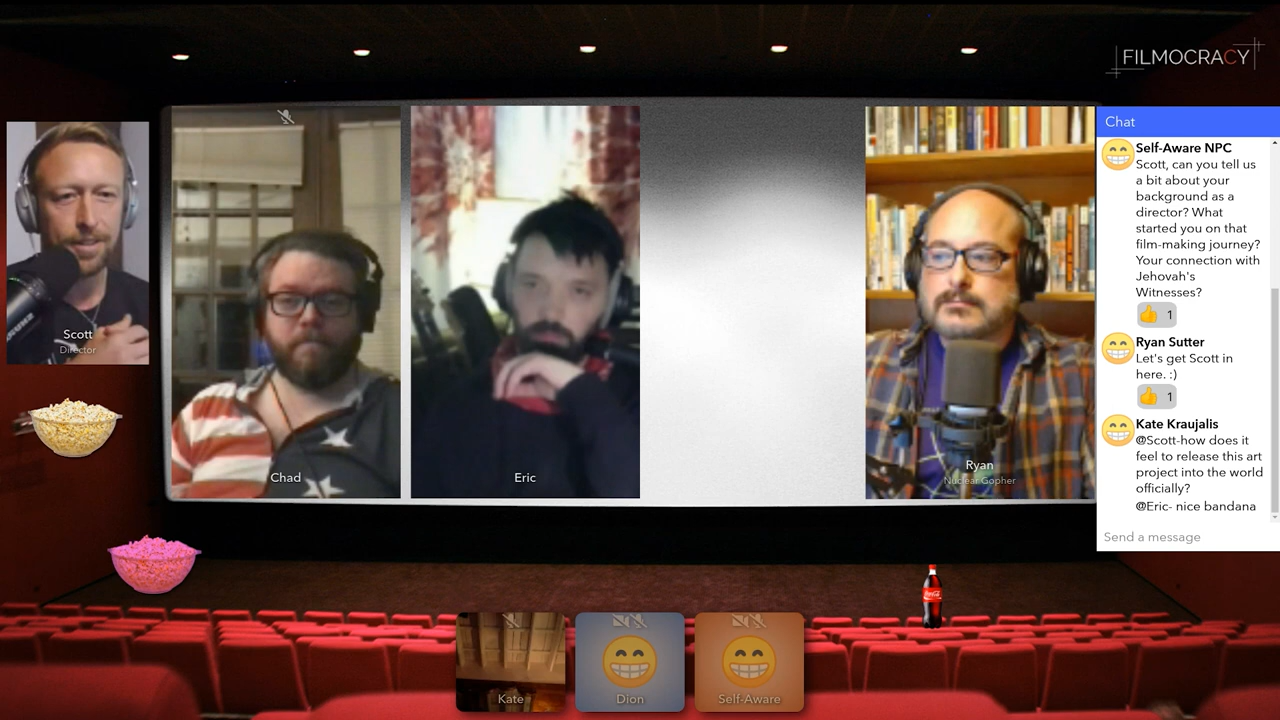 FILMOCRACY
Scott
Director
Chad
Eric
Ryan
Nuclear Gopher
Chat
Self-Aware NPC
Scott, can you tell us
a bit about your
background as a
director? What
started you on that
film-making journey?
Your connection with
Jehovah's
Witnesses?
👍 1
Ryan Sutter
Let's get Scott in
here. :)
👍 1
Kate Kraujalis
@Scott-how does it
feel to release this art
project into the world
officially?
@Eric- nice bandana
Send a message
Coca-Cola
Kate
Dion
Self-Aware